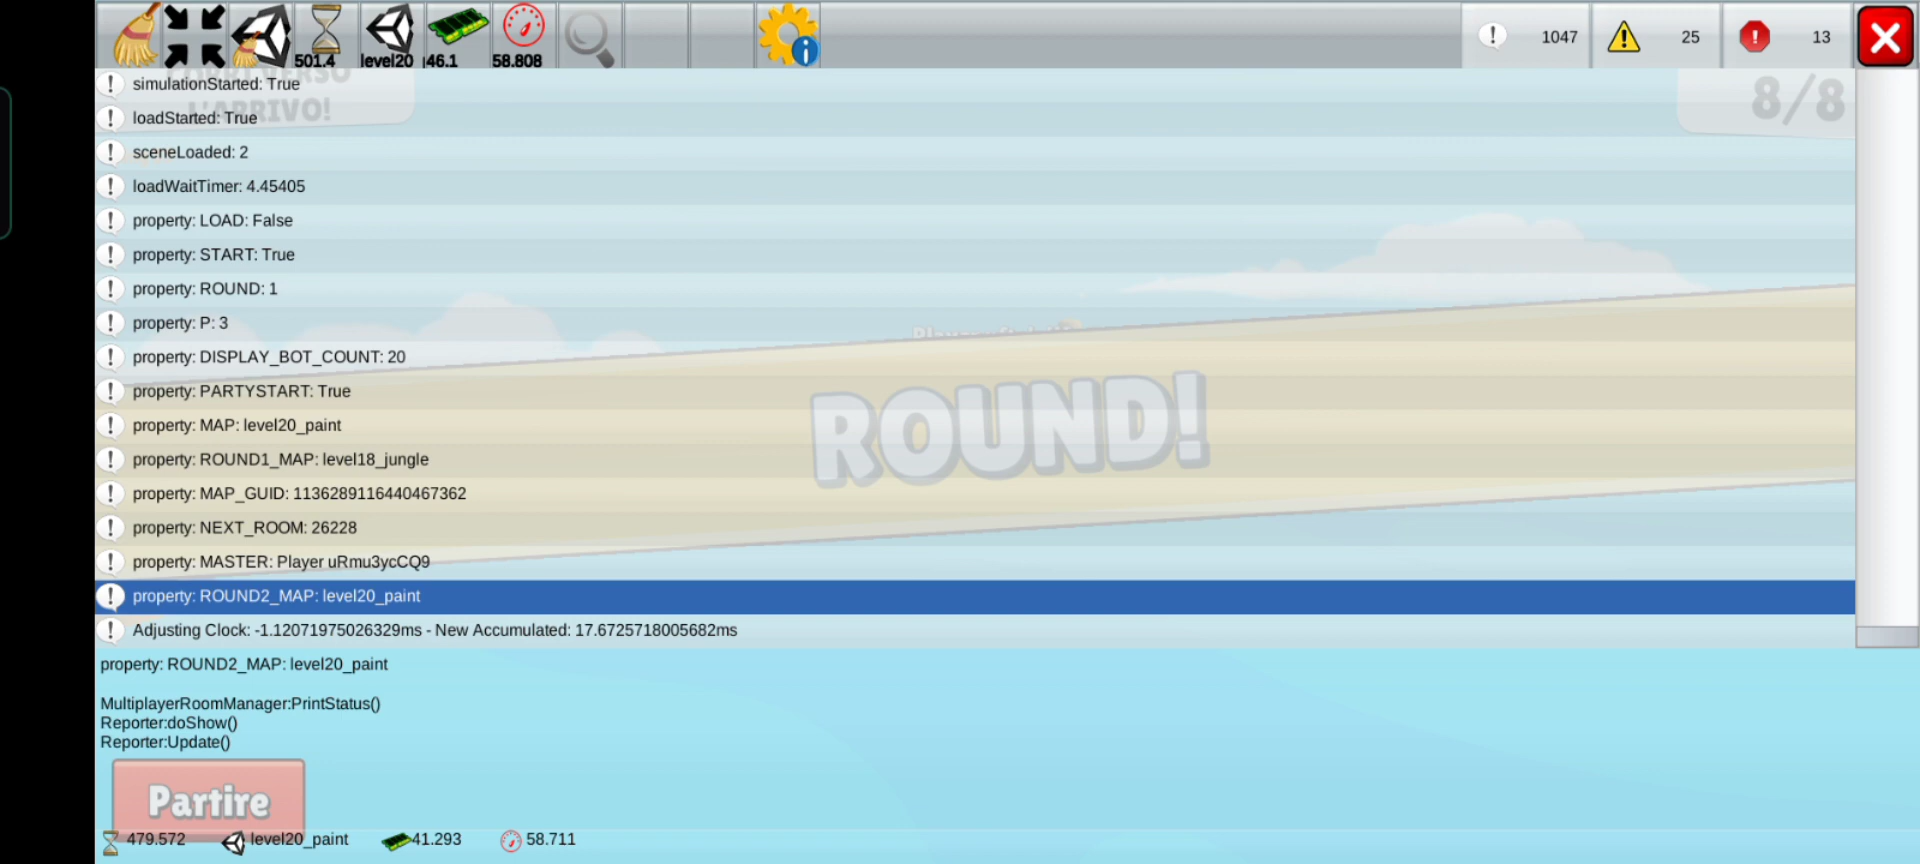 501.4
level20
46.1
58.808
1047
25
13
L'ARRIVO!
8/8
simulationStarted: True
loadStarted: True
sceneLoaded: 2
loadWaitTimer: 4.45405
property: LOAD: False
property: START: True
property: ROUND: 1
property: P: 3
property: DISPLAY_BOT_COUNT: 20
property: PARTYSTART: True
property: MAP: level20_paint
property: ROUND1_MAP: level18_jungle
property: MAP_GUID: 1136289116440467362
property: NEXT_ROOM: 26228
property: MASTER: Player uRmu3ycCQ9
property: ROUND2_MAP: level20_paint
Adjusting Clock: -1.12071975026329ms - New Accumulated: 17.6725718005682ms
ROUND!
property: ROUND2_MAP: level20_paint
MultiplayerRoomManager:PrintStatus()
Reporter:doShow()
Reporter:Update()
Partire
479.572
level20_paint
41.293
58.711